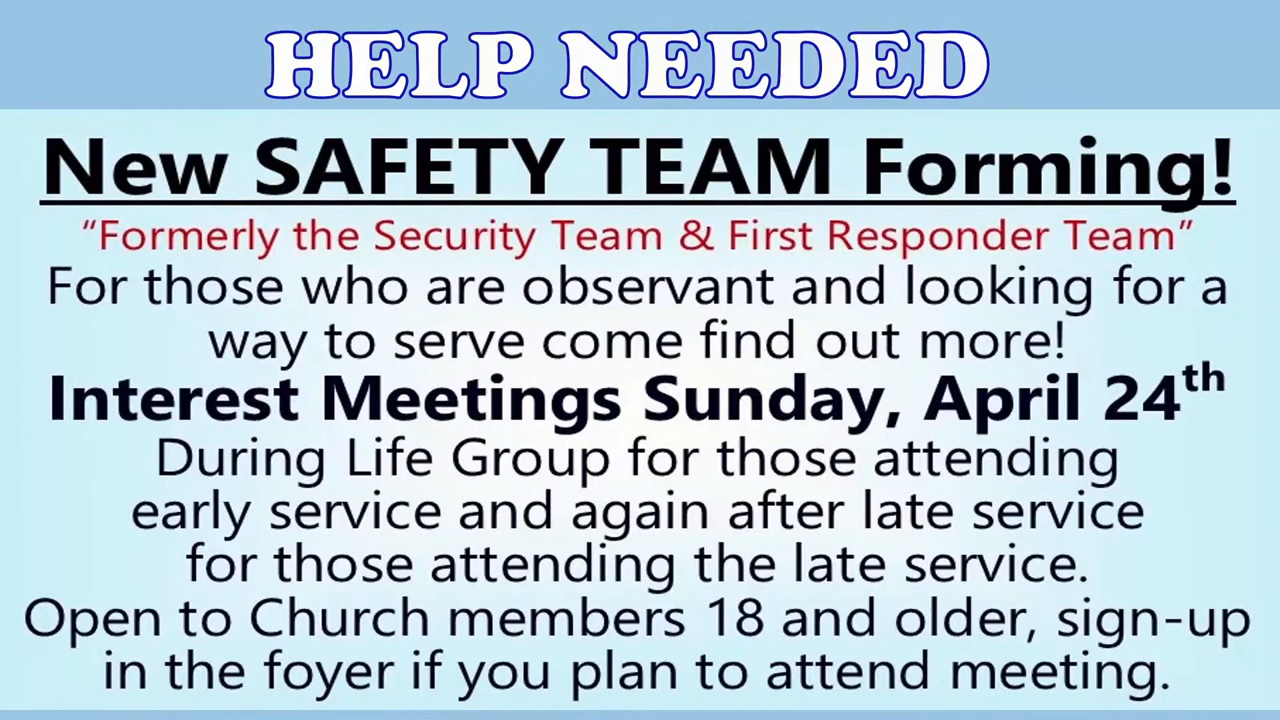 HELP NEEDED
New SAFETY TEAM Forming!
“Formerly the Security Team & First Responder Team”
For those who are observant and looking for a
way to serve come find out more!
Interest Meetings Sunday, April 24th
During Life Group for those attending
early service and again after late service
for those attending the late service.
Open to Church members 18 and older, sign-up
in the foyer if you plan to attend meeting.